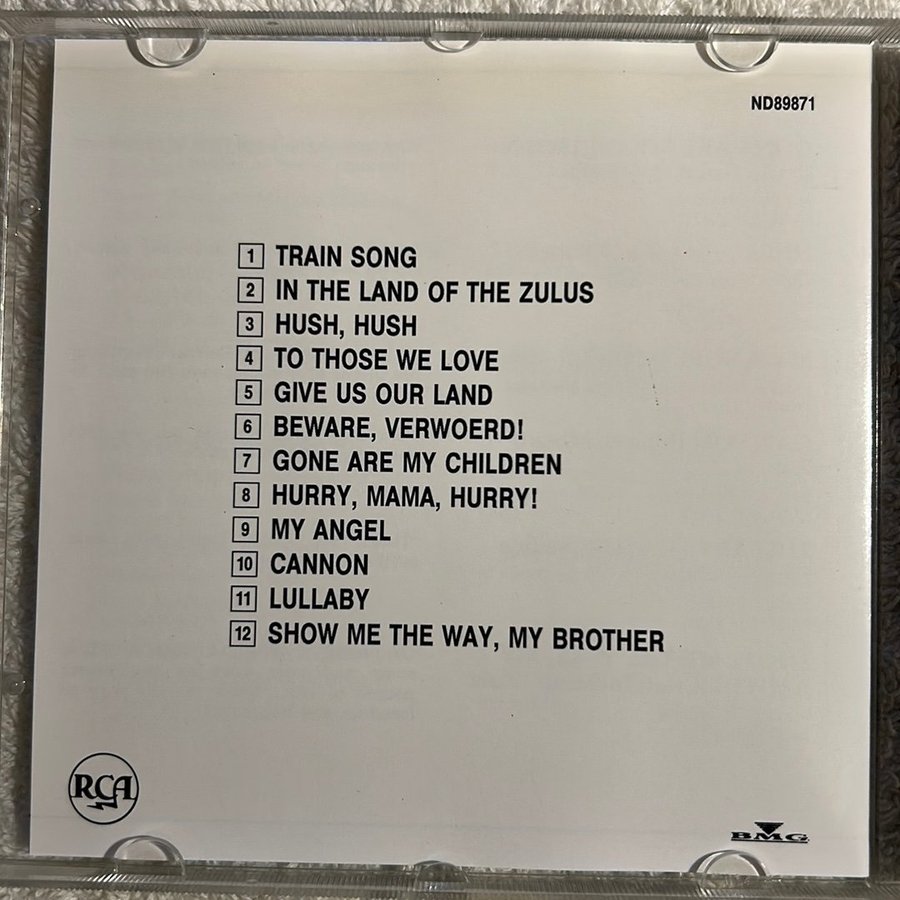 ND89871
1 TRAIN SONG
2 IN THE LAND OF THE ZULUS
3 HUSH, HUSH
4 TO THOSE WE LOVE
5 GIVE US OUR LAND
6 BEWARE, VERWOERD!
7 GONE ARE MY CHILDREN
8 HURRY, MAMA, HURRY!
9 MY ANGEL
10 CANNON
11 LULLABY
12 SHOW ME THE WAY, MY BROTHER
RCA
BMG